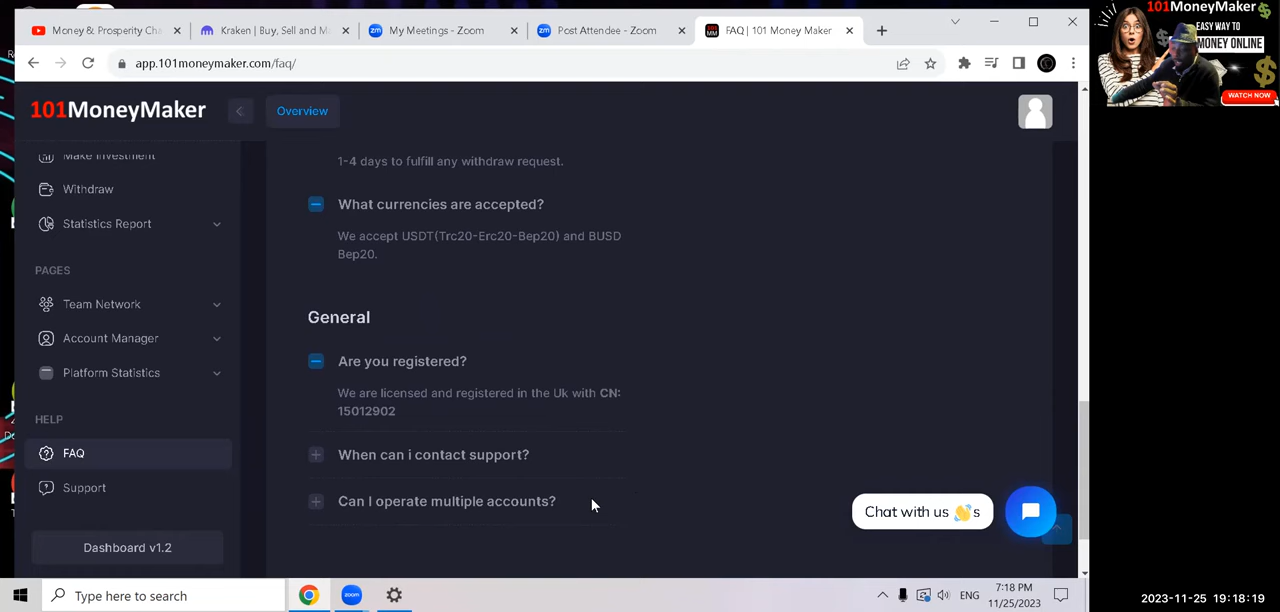 Money & Prosperity Cha
Kraken | Buy, Sell and M
My Meetings - Zoom
Post Attendee - Zoom
FAQ | 101 Money Maker
app.101moneymaker.com/faq/
101MoneyMaker
EASY WAY TO
MONEY ONLINE
WATCH NOW
101MoneyMaker
Overview
Make Investment
Withdraw
Statistics Report
PAGES
Team Network
Account Manager
Platform Statistics
HELP
FAQ
Support
Dashboard v1.2
1-4 days to fulfill any withdraw request.
What currencies are accepted?
We accept USDT(Trc20-Erc20-Bep20) and BUSD
Bep20.
General
Are you registered?
We are licensed and registered in the Uk with CN:
15012902
When can i contact support?
Can I operate multiple accounts?
Chat with us 👋s
Type here to search
zoom
ENG
7:18 PM
11/25/2023
2023-11-25 19:18:19